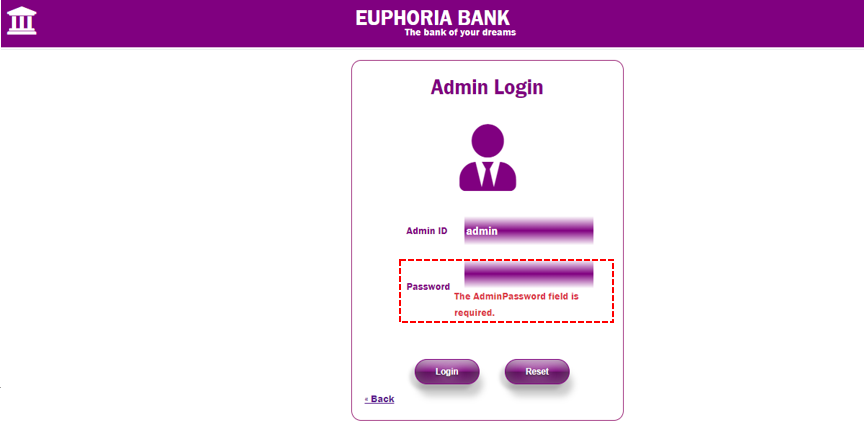 EUPHORIA BANK
The bank of your dreams
Admin Login
Admin ID
admin
Password
The AdminPassword field is
required.
Login
Reset
« Back